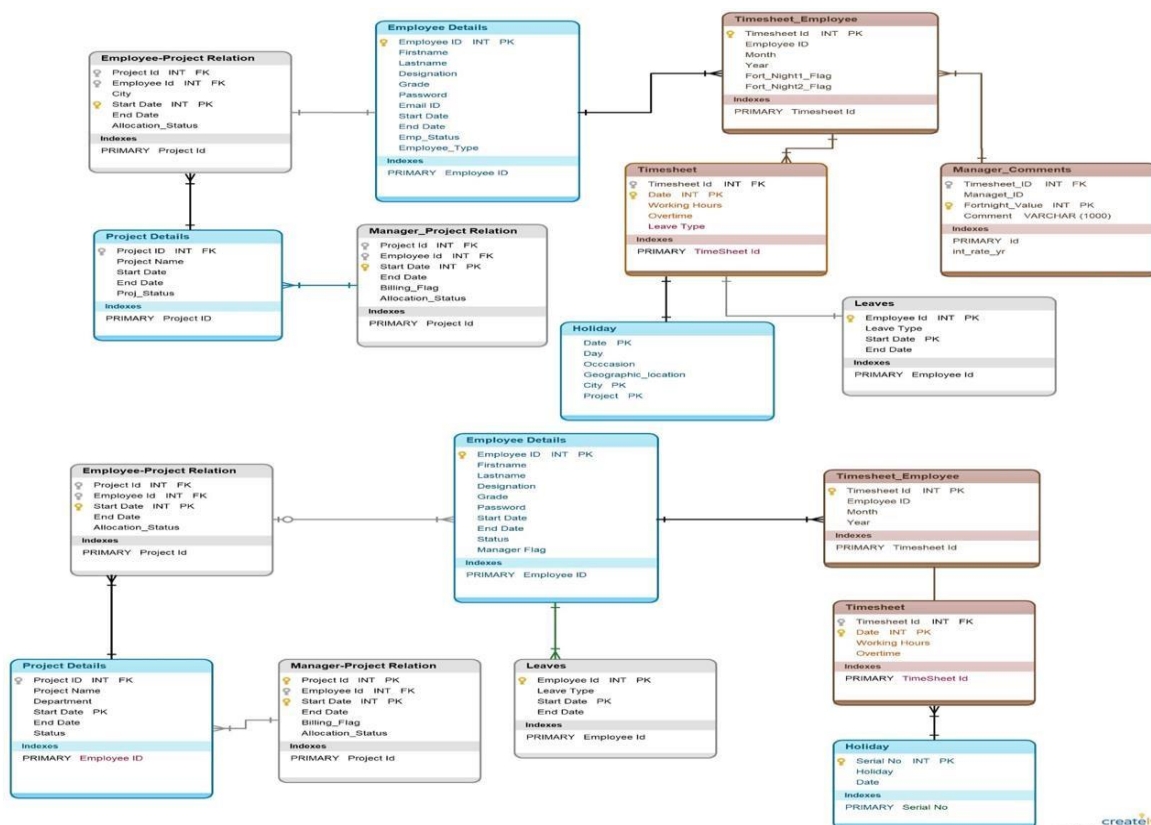 Employee-Project Relation
Project Id INT FK
Employee Id INT FK
City
Start Date INT PK
End Date
Allocation_Status
Indexes
PRIMARY Project Id
Employee Details
Employee ID INT PK
Firstname
Lastname
Designation
Grade
Password
Email ID
Start Date
End Date
Emp_Status
Employee_Type
Indexes
PRIMARY Employee ID
Timesheet_Employee
Timesheet Id INT PK
Employee ID
Month
Year
Fort_Night1_Flag
Fort_Night2_Flag
Indexes
PRIMARY Timesheet Id
Project Details
Project ID INT FK
Project Name
Start Date
End Date
Proj_Status
Indexes
PRIMARY Project ID
Manager_Project Relation
Project Id INT FK
Employee Id INT FK
Start Date INT PK
End Date
Billing_Flag
Allocation_Status
Indexes
PRIMARY Project Id
Timesheet
Timesheet Id INT FK
Date INT PK
Working Hours
Overtime
Leave Type
Indexes
PRIMARY TimeSheet Id
Manager_Comments
Timesheet_ID INT FK
Managet_ID
Fortnight_Value INT PK
Comment VARCHAR (1000)
Indexes
PRIMARY id
int_rate_yr
Holiday
Date PK
Day
Occcasion
Geographic_location
City PK
Project PK
Leaves
Employee Id INT PK
Leave Type
Start Date PK
End Date
Indexes
PRIMARY Employee Id
Employee-Project Relation
Project Id INT FK
Employee Id INT FK
Start Date INT PK
End Date
Allocation_Status
Indexes
PRIMARY Project Id
Employee Details
Employee ID INT PK
Firstname
Lastname
Designation
Grade
Password
Start Date
End Date
Status
Manager Flag
Indexes
PRIMARY Employee ID
Timesheet_Employee
Timesheet Id INT PK
Employee ID
Month
Year
Indexes
PRIMARY Timesheet Id
Timesheet
Timesheet Id INT FK
Date INT PK
Working Hours
Overtime
Indexes
PRIMARY TimeSheet Id
Project Details
Project ID INT FK
Project Name
Department
Start Date PK
End Date
Status
Indexes
PRIMARY Employee ID
Manager-Project Relation
Project Id INT PK
Employee Id INT FK
Start Date INT PK
End Date
Billing_Flag
Allocation_Status
Indexes
PRIMARY Project Id
Leaves
Employee Id INT PK
Leave Type
Start Date PK
End Date
Indexes
PRIMARY Employee Id
Holiday
Serial No INT PK
Holiday
Date
Indexes
PRIMARY Serial No